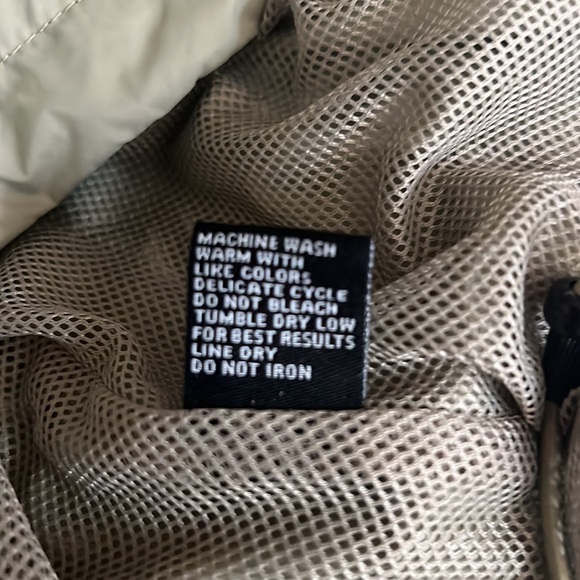 MACHINE WASH
WARM WITH
LIKE COLORS
DELICATE CYCLE
DO NOT BLEACH
TUMBLE DRY LOW
FOR BEST RESULTS
LINE DRY
DO NOT IRON